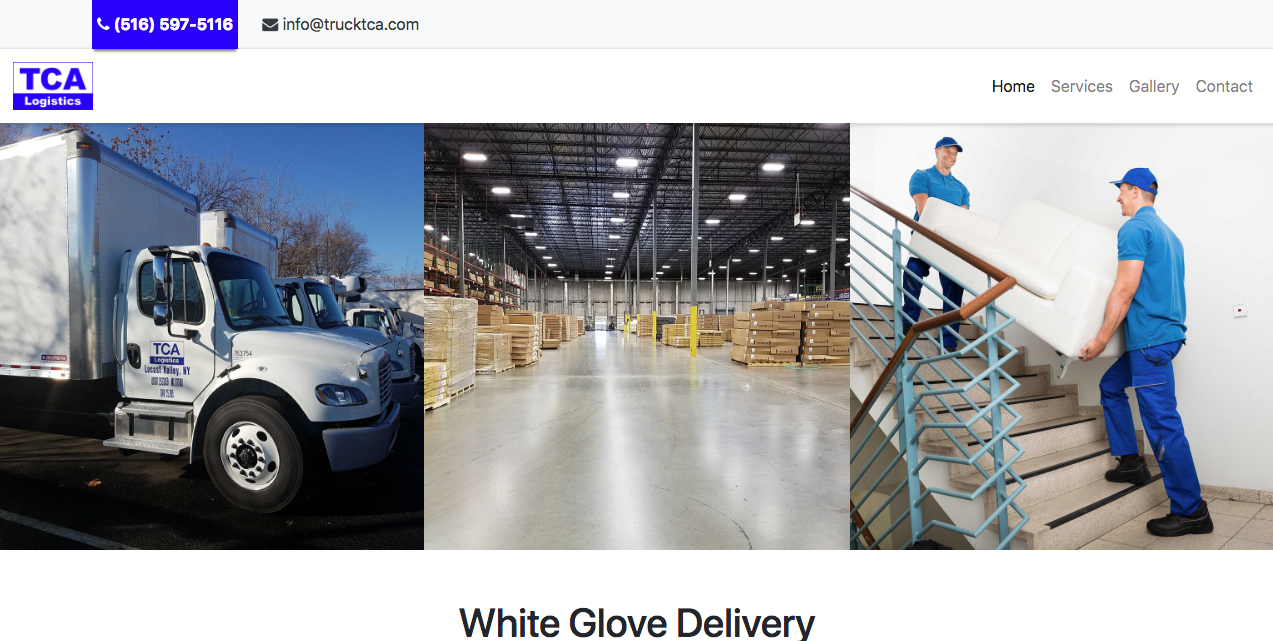 (516) 597-5116
info@trucktca.com
TCA
Logistics
Home
Services
Gallery
Contact
TCA
Logistics
Locust Valley, NY
163754
White Glove Delivery